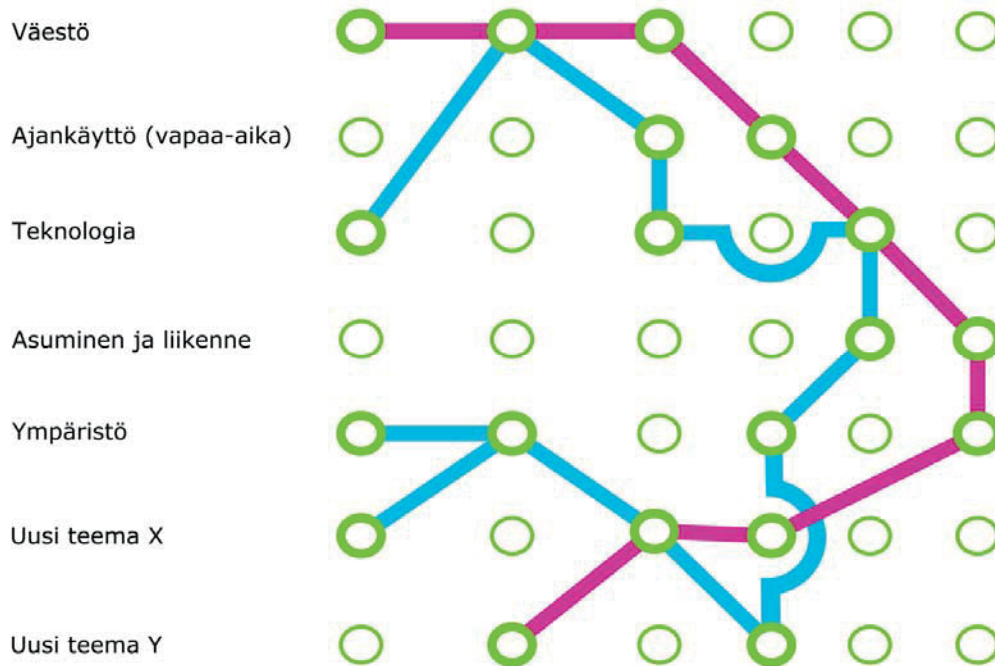 Väestö
Ajankäyttö (vapaa-aika)
Teknologia
Asuminen ja liikenne
Ympäristö
Uusi teema X
Uusi teema Y